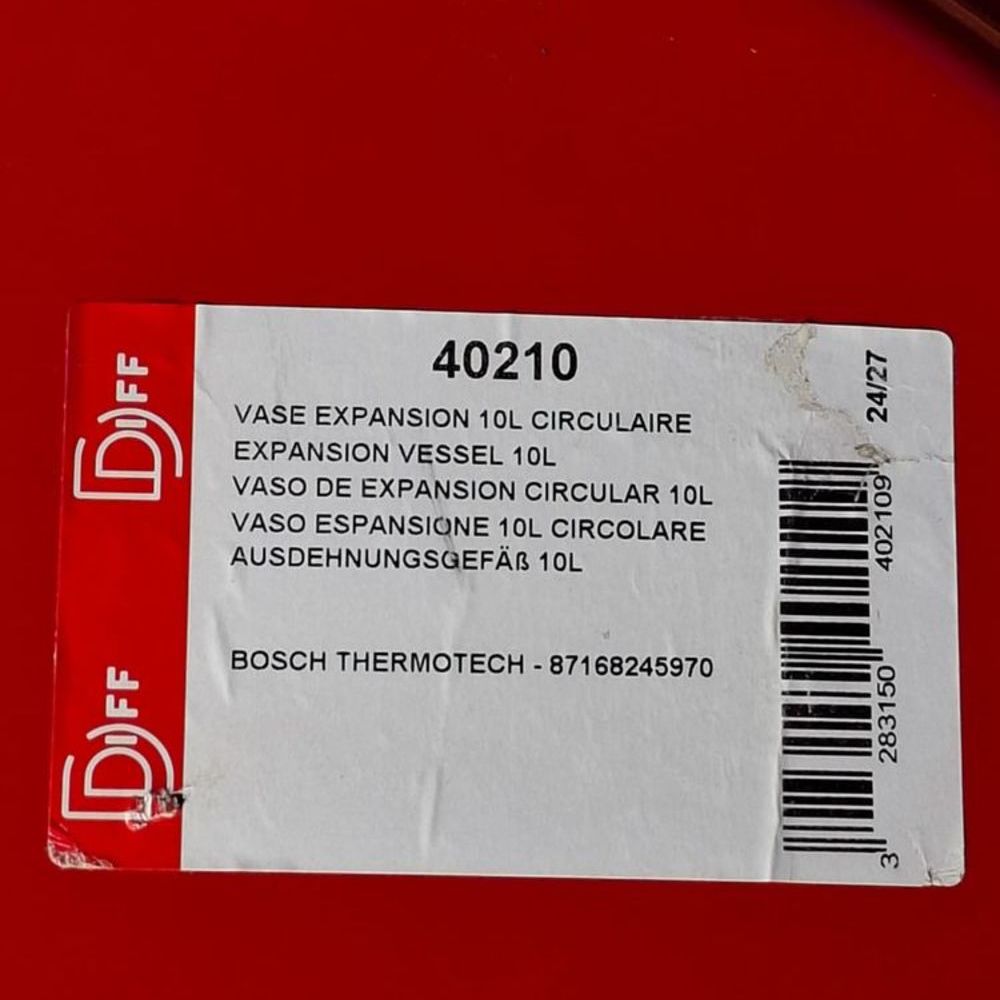 DIFF
DIFF
40210
VASE EXPANSION 10L CIRCULAIRE
EXPANSION VESSEL 10L
VASO DE EXPANSION CIRCULAR 10L
VASO ESPANSIONE 10L CIRCOLARE
AUSDEHNUNGSGEFÄß 10L
BOSCH THERMOTECH - 87168245970
24/27
3 283150 402109